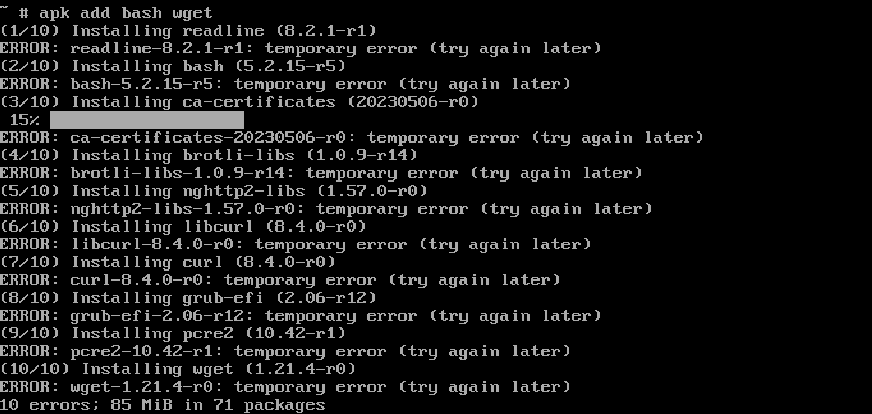 ~ # apk add bash wget
(1/10) Installing readline (8.2.1-r1)
ERROR: readline-8.2.1-r1: temporary error (try again later)
(2/10) Installing bash (5.2.15-r5)
ERROR: bash-5.2.15-r5: temporary error (try again later)
(3/10) Installing ca-certificates (20230506-r0)
15%
ERROR: ca-certificates-20230506-r0: temporary error (try again later)
(4/10) Installing brotli-libs (1.0.9-r14)
ERROR: brotli-libs-1.0.9-r14: temporary error (try again later)
(5/10) Installing nghttp2-libs (1.57.0-r0)
ERROR: nghttp2-libs-1.57.0-r0: temporary error (try again later)
(6/10) Installing libcurl (8.4.0-r0)
ERROR: libcurl-8.4.0-r0: temporary error (try again later)
(7/10) Installing curl (8.4.0-r0)
ERROR: curl-8.4.0-r0: temporary error (try again later)
(8/10) Installing grub-efi (2.06-r12)
ERROR: grub-efi-2.06-r12: temporary error (try again later)
(9/10) Installing pcre2 (10.42-r1)
ERROR: pcre2-10.42-r1: temporary error (try again later)
(10/10) Installing wget (1.21.4-r0)
ERROR: wget-1.21.4-r0: temporary error (try again later)
10 errors; 85 MiB in 71 packages